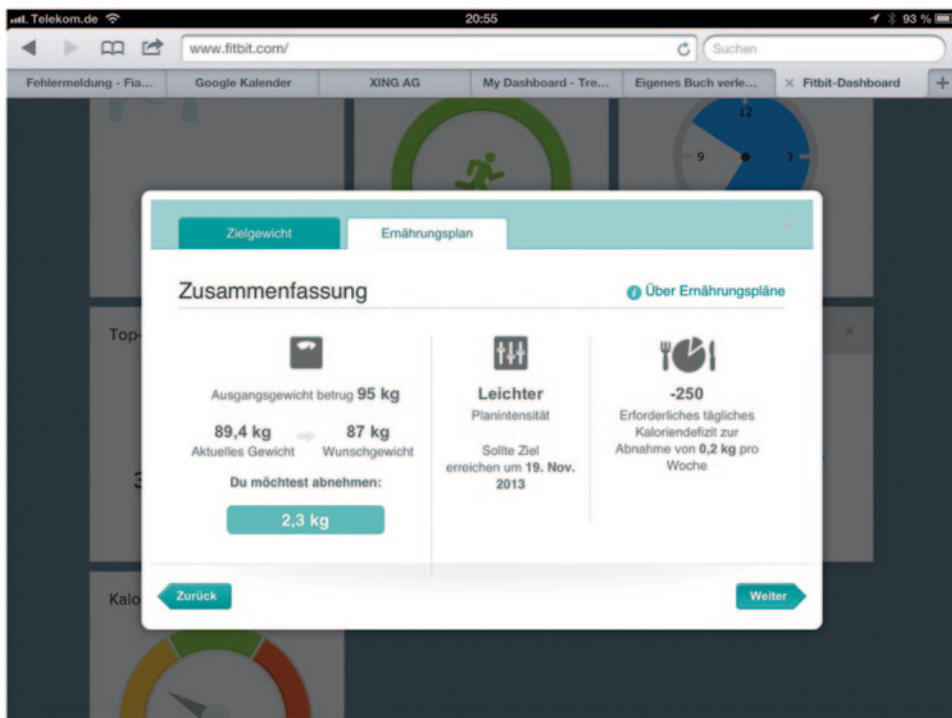 Telekom.de
20:55
93 %
www.fitbit.com/
Suchen
Fehlermeldung - Fia...
Google Kalender
XING AG
My Dashboard - Tre...
Eigenes Buch verle...
Fitbit-Dashboard
12
9
3
Zielgewicht
Ernährungsplan
Zusammenfassung
Über Ernährungspläne
Top-
Ausgangsgewicht betrug 95 kg
89,4 kg
Aktuelles Gewicht
87 kg
Wunschgewicht
Du möchtest abnehmen:
2,3 kg
Leichter
Planintensität
Sollte Ziel
erreichen um 19. Nov.
2013
-250
Erforderliches tägliches
Kaloriendefizit zur
Abnahme von 0,2 kg pro
Woche
3
Kalo
Zurück
Weiter